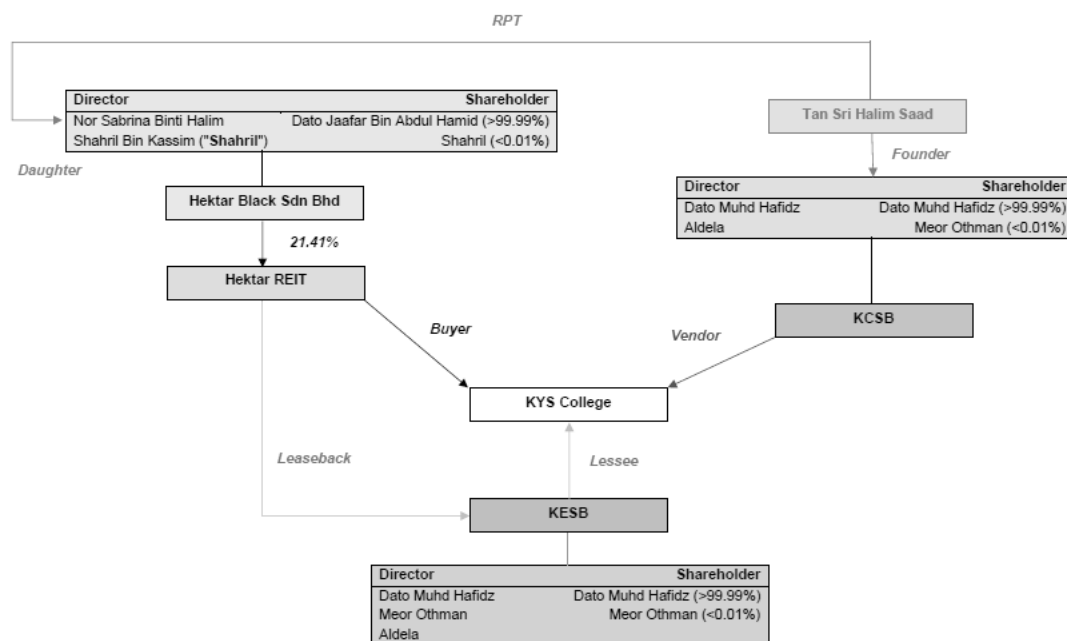 RPT
Director Shareholder
Nor Sabrina Binti Halim Dato Jaafar Bin Abdul Hamid (>99.99%)
Shahril Bin Kassim ("Shahril") Shahril (<0.01%)
Tan Sri Halim Saad
Daughter
Founder
Hektar Black Sdn Bhd
Director Shareholder
Dato Muhd Hafidz Dato Muhd Hafidz (>99.99%)
Aldela Meor Othman (<0.01%)
21.41%
Hektar REIT
KCSB
Buyer
Vendor
KYS College
Leaseback
Lessee
KESB
Director Shareholder
Dato Muhd Hafidz Dato Muhd Hafidz (>99.99%)
Meor Othman Meor Othman (<0.01%)
Aldela